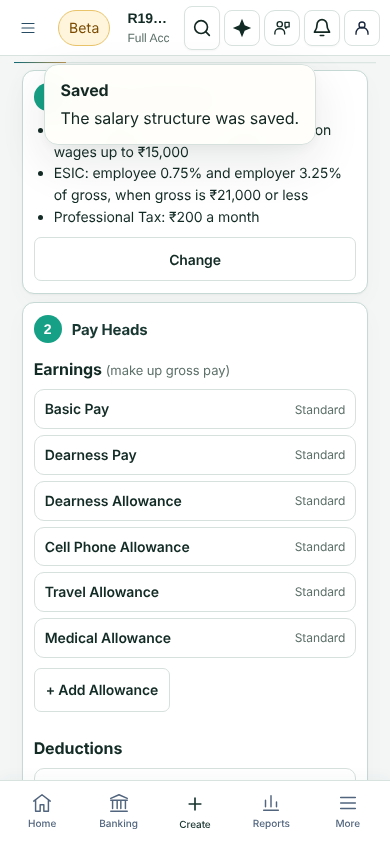 Beta
R19...
Full Acc
Saved
The salary structure was saved.
on
wages up to ₹15,000
ESIC: employee 0.75% and employer 3.25%
of gross, when gross is ₹21,000 or less
Professional Tax: ₹200 a month
Change
2 Pay Heads
Earnings (make up gross pay)
Basic Pay Standard
Dearness Pay Standard
Dearness Allowance Standard
Cell Phone Allowance Standard
Travel Allowance Standard
Medical Allowance Standard
+ Add Allowance
Deductions
Home Banking Create Reports More